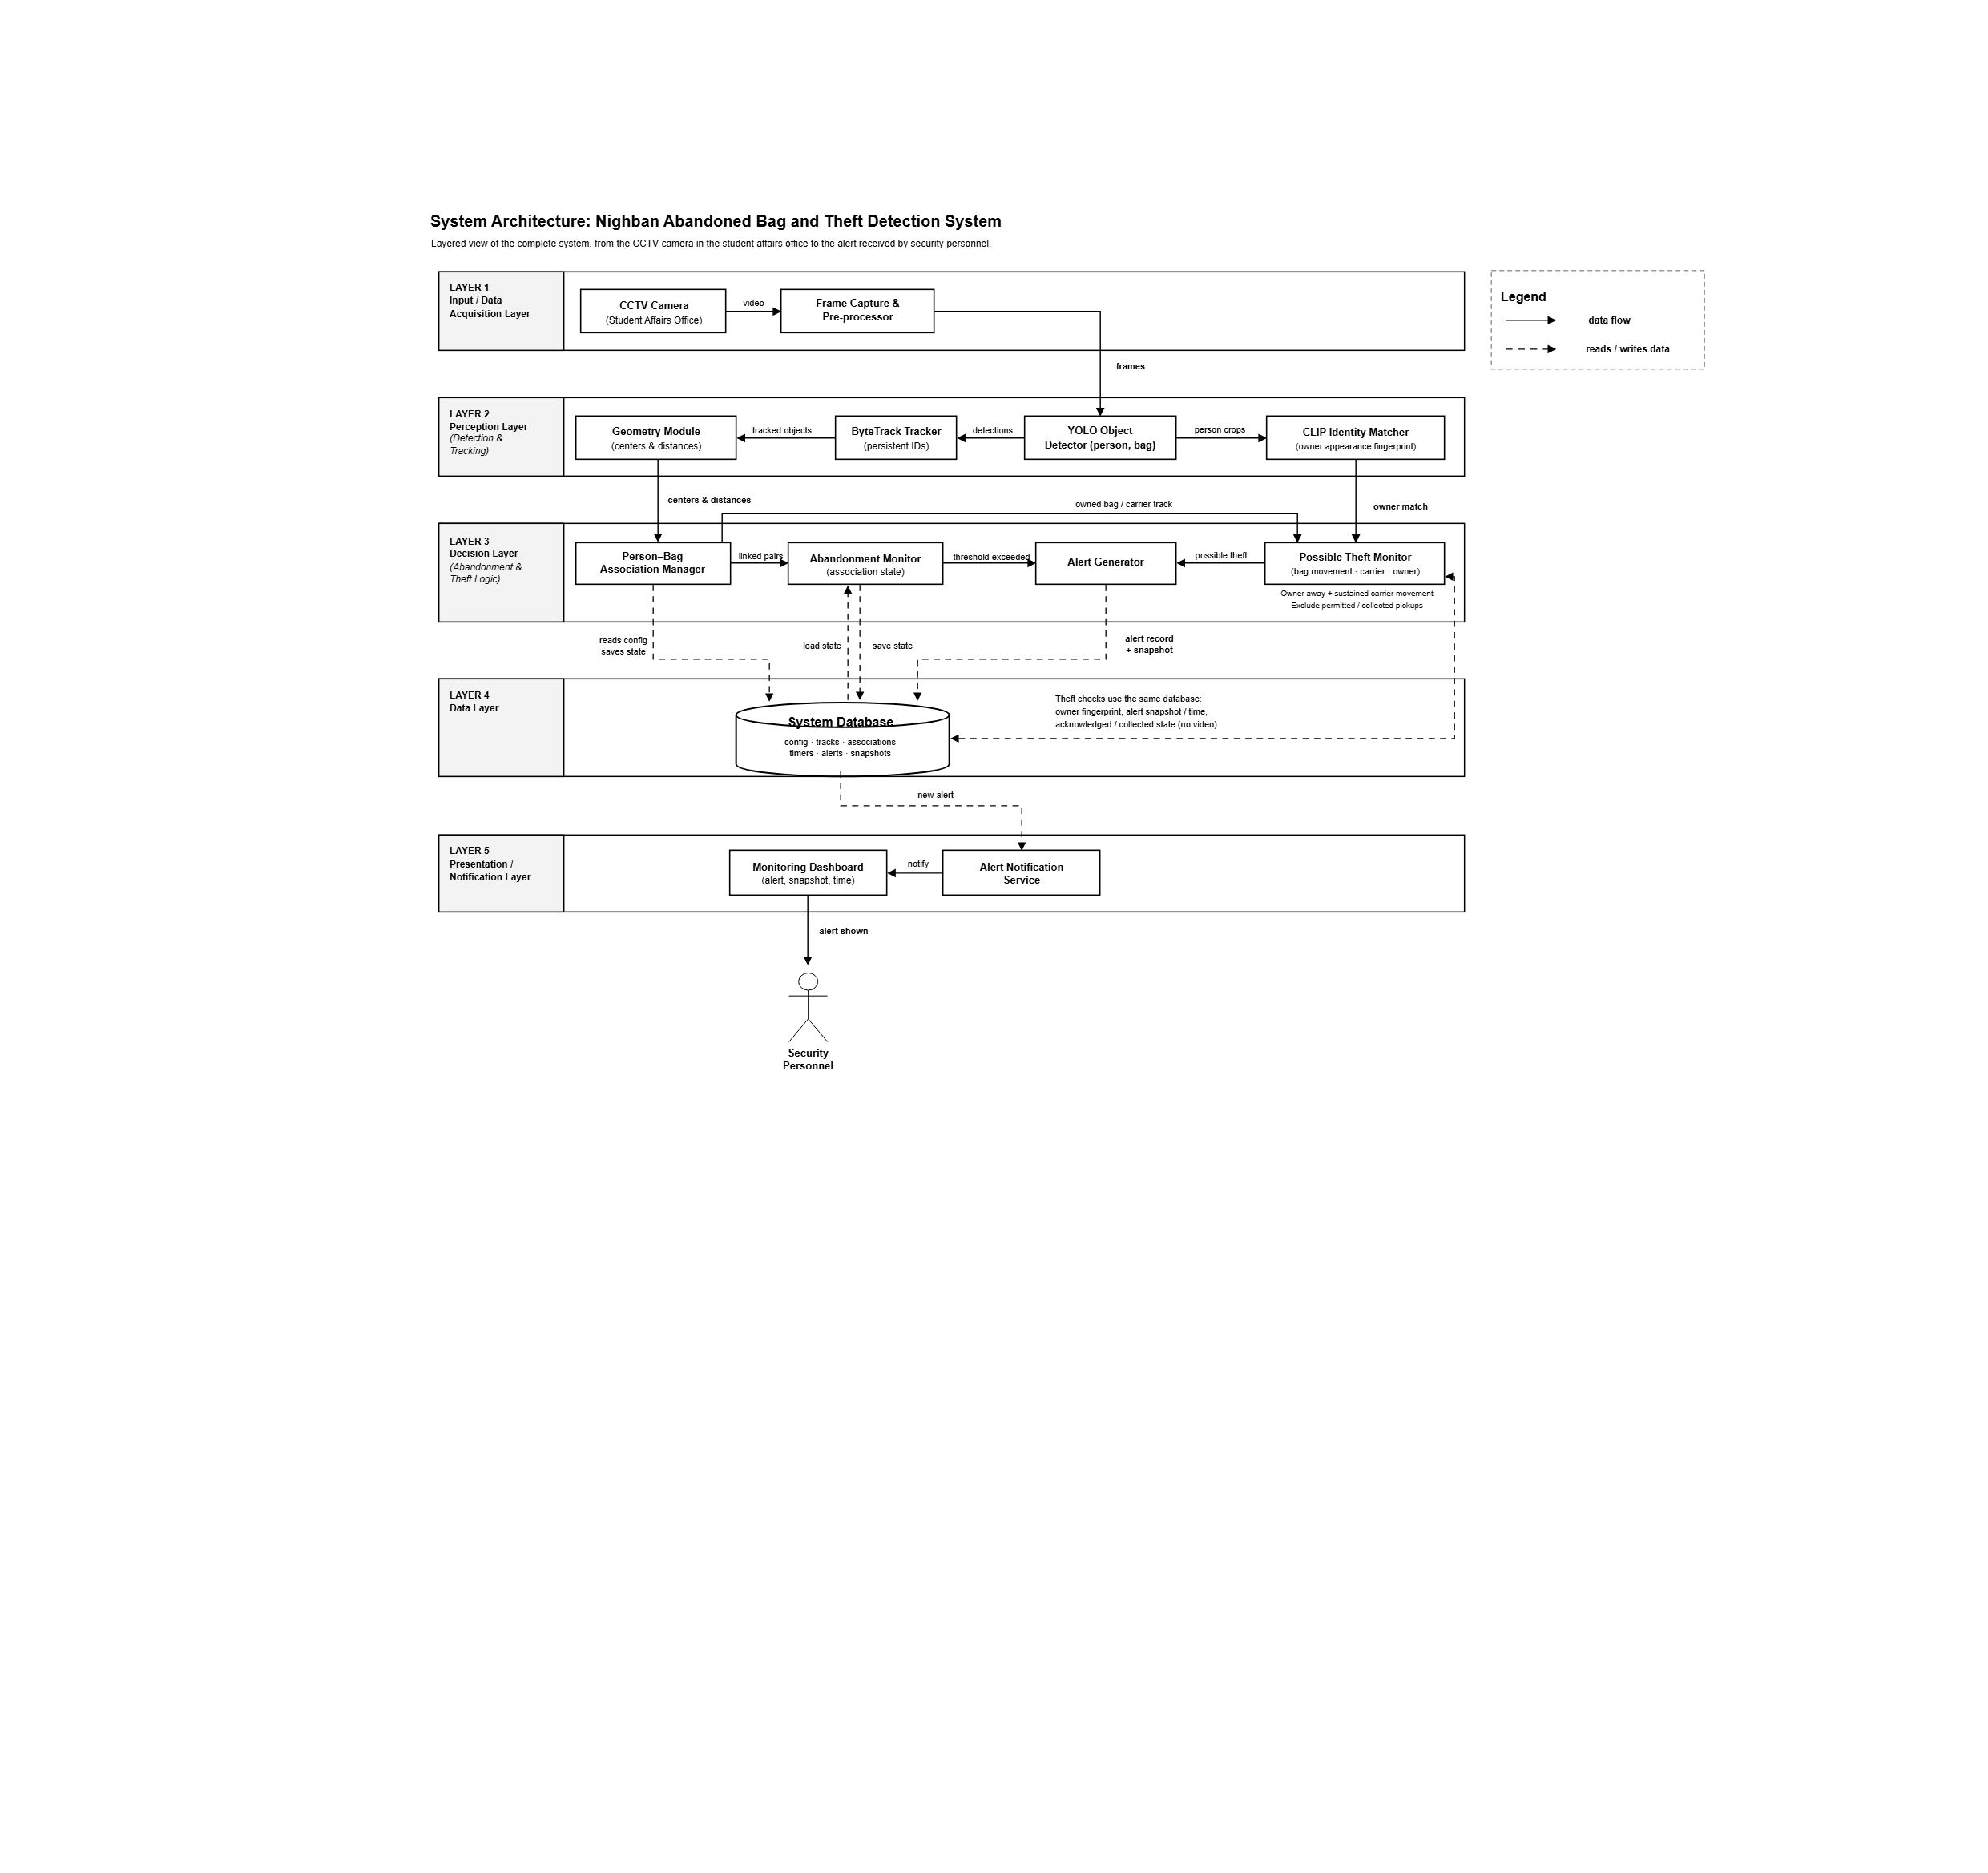 System Architecture: Nighban Abandoned Bag and Theft Detection System
Layered view of the complete system, from the CCTV camera in the student affairs office to the alert received by security personnel.
LAYER 1
Input / Data
Acquisition Layer
CCTV Camera
(Student Affairs Office)
video
Frame Capture &
Pre-processor
frames
Legend
data flow
reads / writes data
LAYER 2
Perception Layer
(Detection &
Tracking)
Geometry Module
(centers & distances)
tracked objects
ByteTrack Tracker
(persistent IDs)
detections
YOLO Object
Detector (person, bag)
person crops
CLIP Identity Matcher
(owner appearance fingerprint)
centers & distances
owned bag / carrier track
owner match
LAYER 3
Decision Layer
(Abandonment &
Theft Logic)
Person–Bag
Association Manager
linked pairs
Abandonment Monitor
(association state)
threshold exceeded
Alert Generator
possible theft
Possible Theft Monitor
(bag movement · carrier · owner)
Owner away + sustained carrier movement
Exclude permitted / collected pickups
reads config
saves state
load state
save state
alert record
+ snapshot
LAYER 4
Data Layer
System Database
config · tracks · associations
timers · alerts · snapshots
Theft checks use the same database:
owner fingerprint, alert snapshot / time,
acknowledged / collected state (no video)
new alert
LAYER 5
Presentation /
Notification Layer
Monitoring Dashboard
(alert, snapshot, time)
notify
Alert Notification
Service
alert shown
Security
Personnel